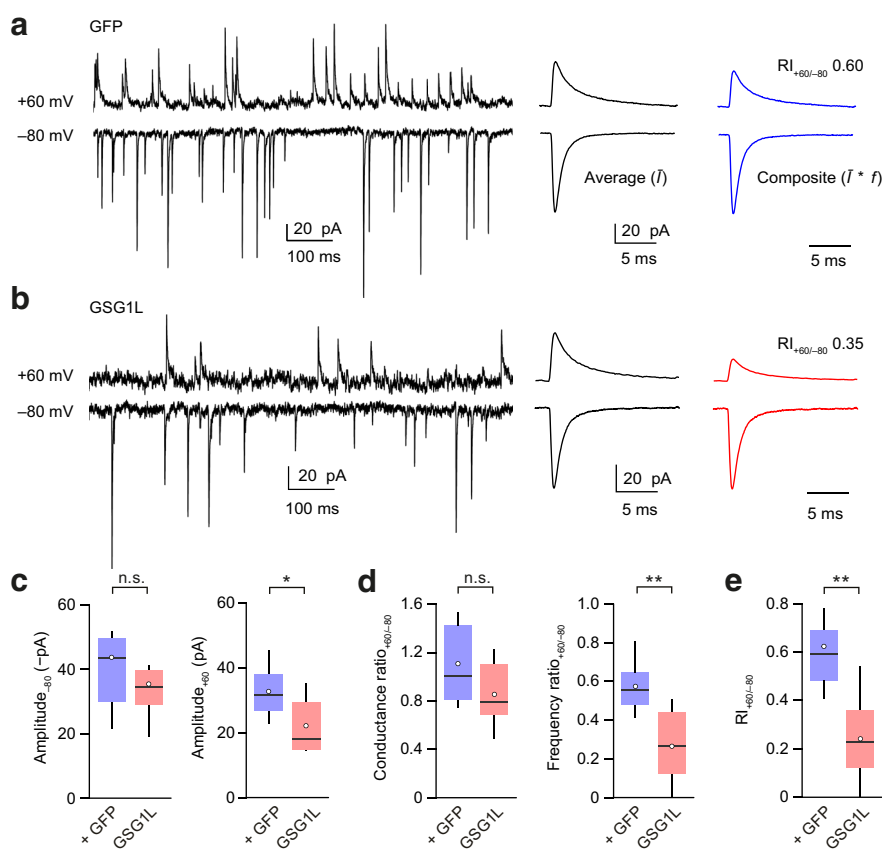 a
GFP
+60 mV
–80 mV
20 pA
100 ms
Average (Ī)
20 pA
5 ms
RI+60/–80 0.60
Composite (Ī * f)
5 ms
b
GSG1L
+60 mV
–80 mV
20 pA
100 ms
20 pA
5 ms
RI+60/–80 0.35
5 ms
c
n.s.
Amplitude–80 (–pA)
60
40
20
0
+ GFP
GSG1L
*
Amplitude+60 (pA)
60
40
20
0
+ GFP
GSG1L
d
n.s.
Conductance ratio+60/–80
1.6
1.2
0.8
0.4
0
+ GFP
GSG1L
**
Frequency ratio+60/–80
1.0
0.8
0.6
0.4
0.2
0
+ GFP
GSG1L
e
**
RI+60/–80
0.8
0.6
0.4
0.2
0
+ GFP
GSG1L